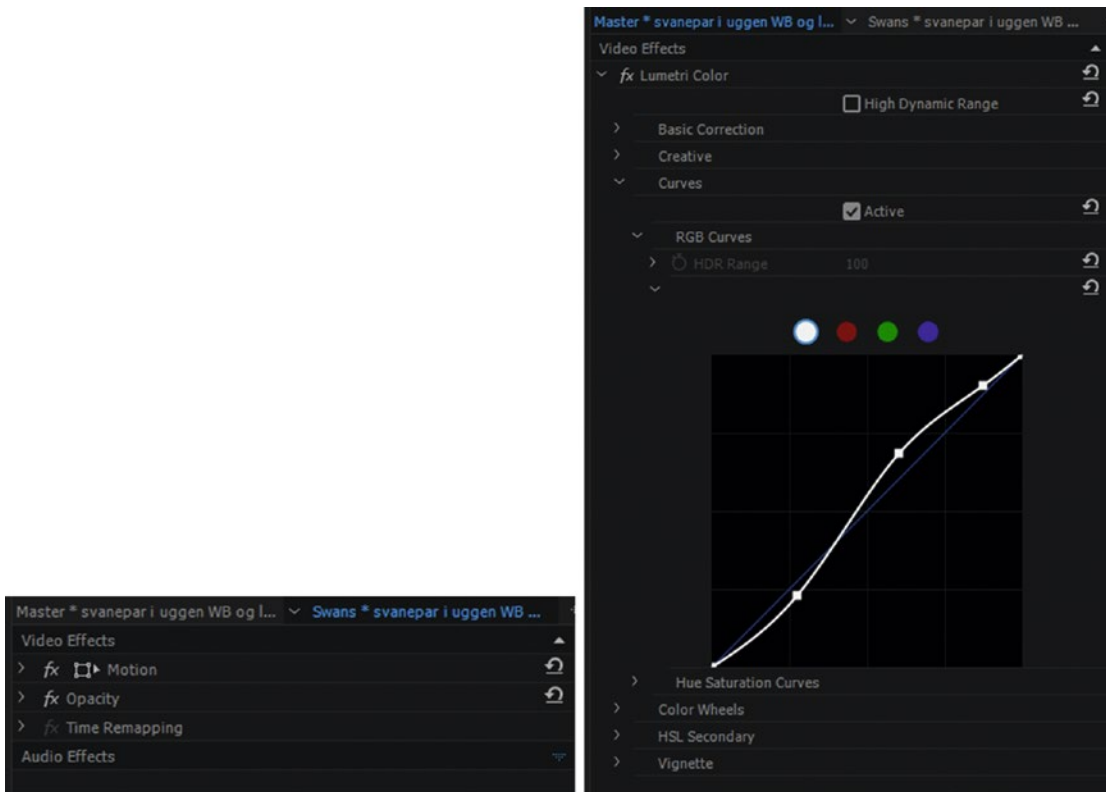 Master * svanepar i uggen WB og l... Swans * svanepar i uggen WB ...
Video Effects
fx Motion
fx Opacity
fx Time Remapping
Audio Effects
Master * svanepar i uggen WB og l... Swans * svanepar i uggen WB ...
Video Effects
fx Lumetri Color
High Dynamic Range
Basic Correction
Creative
Curves
Active
RGB Curves
HDR Range 100
Hue Saturation Curves
Color Wheels
HSL Secondary
Vignette